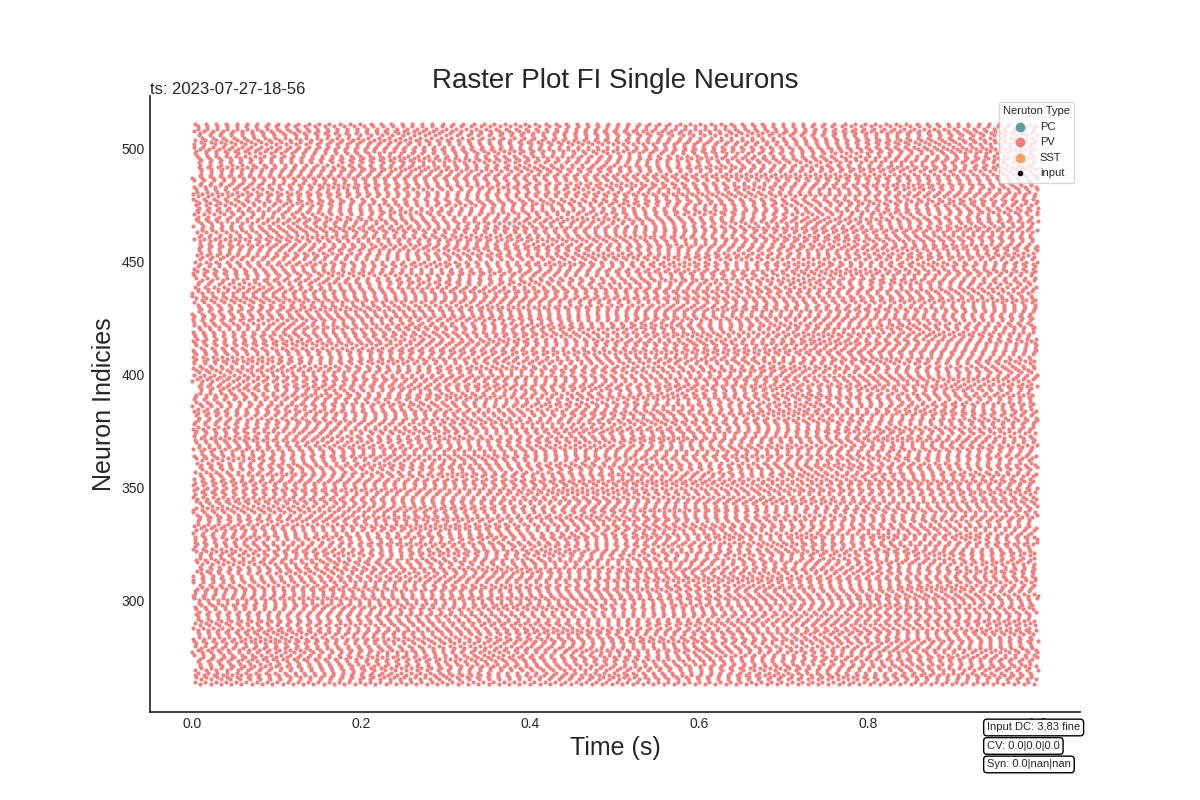 Raster Plot FI Single Neurons
ts: 2023-07-27-18-56
Neruton Type
PC
PV
SST
input
500
450
400
350
300
Neuron Indicies
0.0 0.2 0.4 0.6 0.8
Time (s)
Input DC: 3,83 fine
CV: 0.0|0.0|0.0
Syn: 0.0|nan|nan